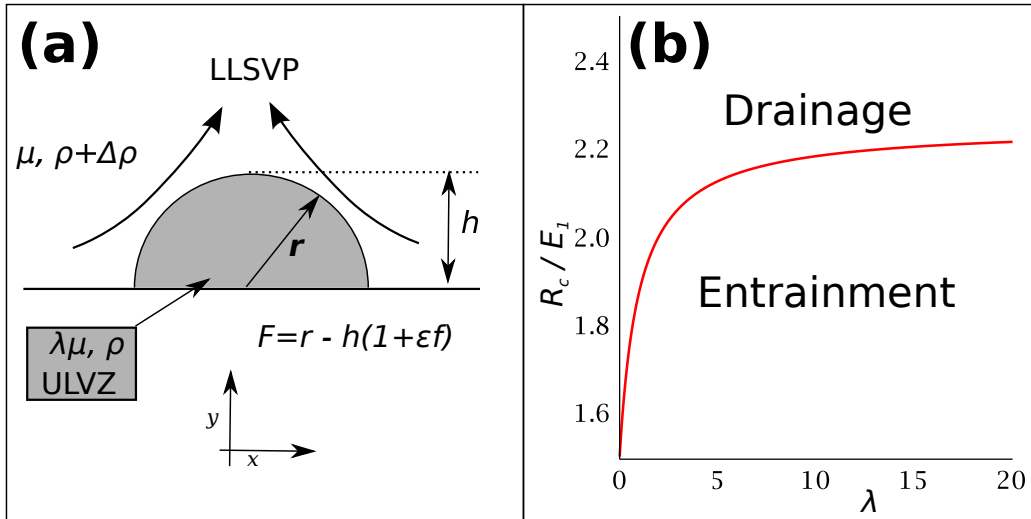 (a)
LLSVP
μ, ρ+Δρ
h
r
λμ, ρ
ULVZ
F=r - h(1+εf)
y
x
(b)
2.4
2.2
2.0
1.8
1.6
R_c / E_1
Drainage
Entrainment
0 5 10 15 20
λ